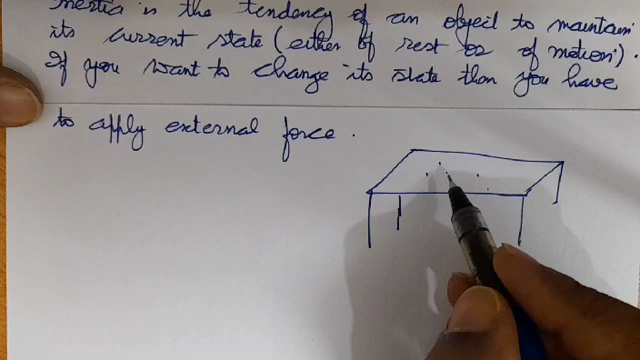 Inertia is the tendency of an object to maintain
its current state (either of rest or of motion).
If you want to change its state then you have
to apply external force.